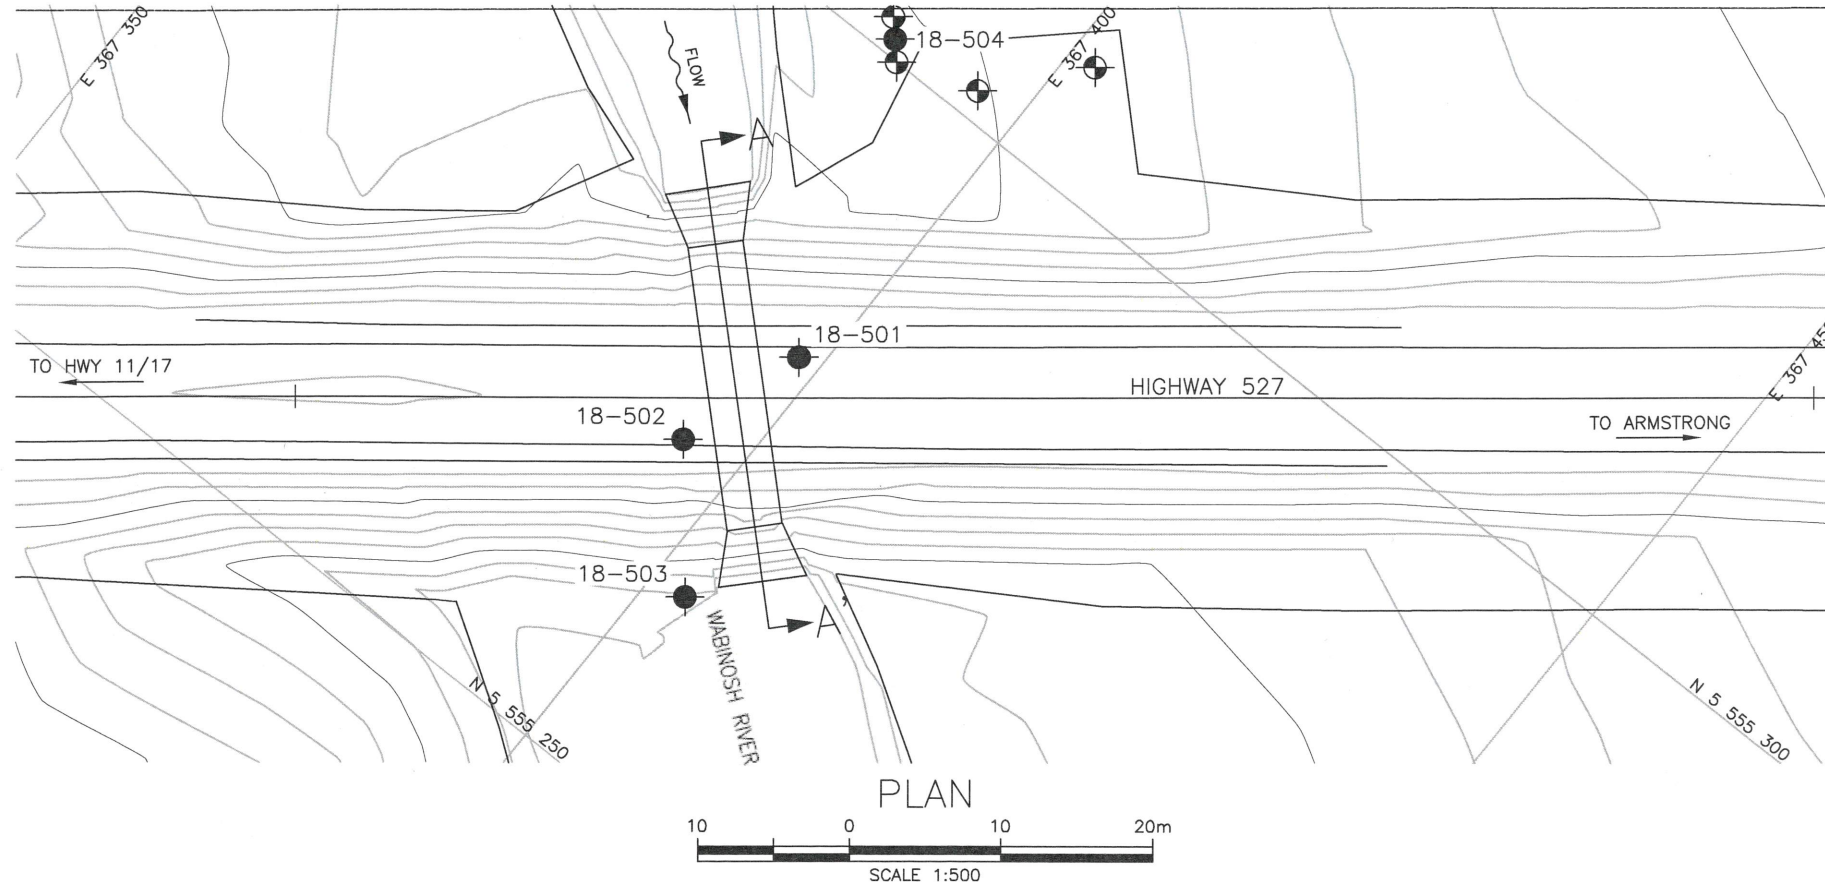 E 367 350
FLOW
18-504
E 367 400
A
18-501
TO HWY 11/17
HIGHWAY 527
E 367 45
18-502
TO ARMSTRONG
18-503
A
WABINOSH RIVER
N 5 555 250
N 5 555 300
PLAN
10 0 10 20m
SCALE 1:500